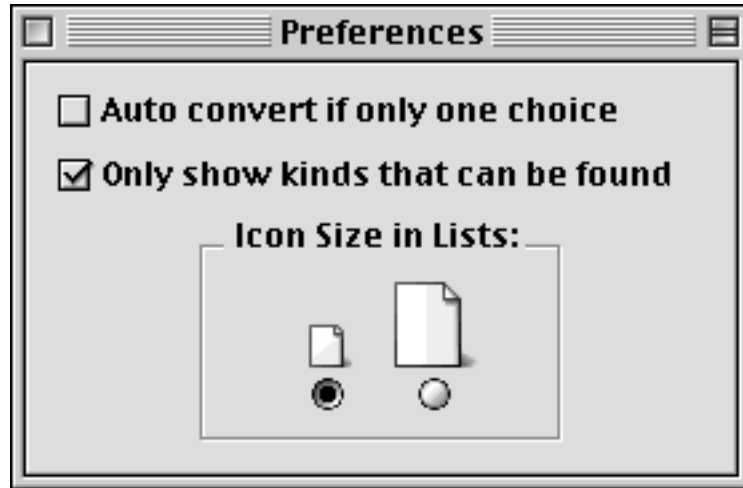 Preferences
Auto convert if only one choice
Only show kinds that can be found
Icon Size in Lists: